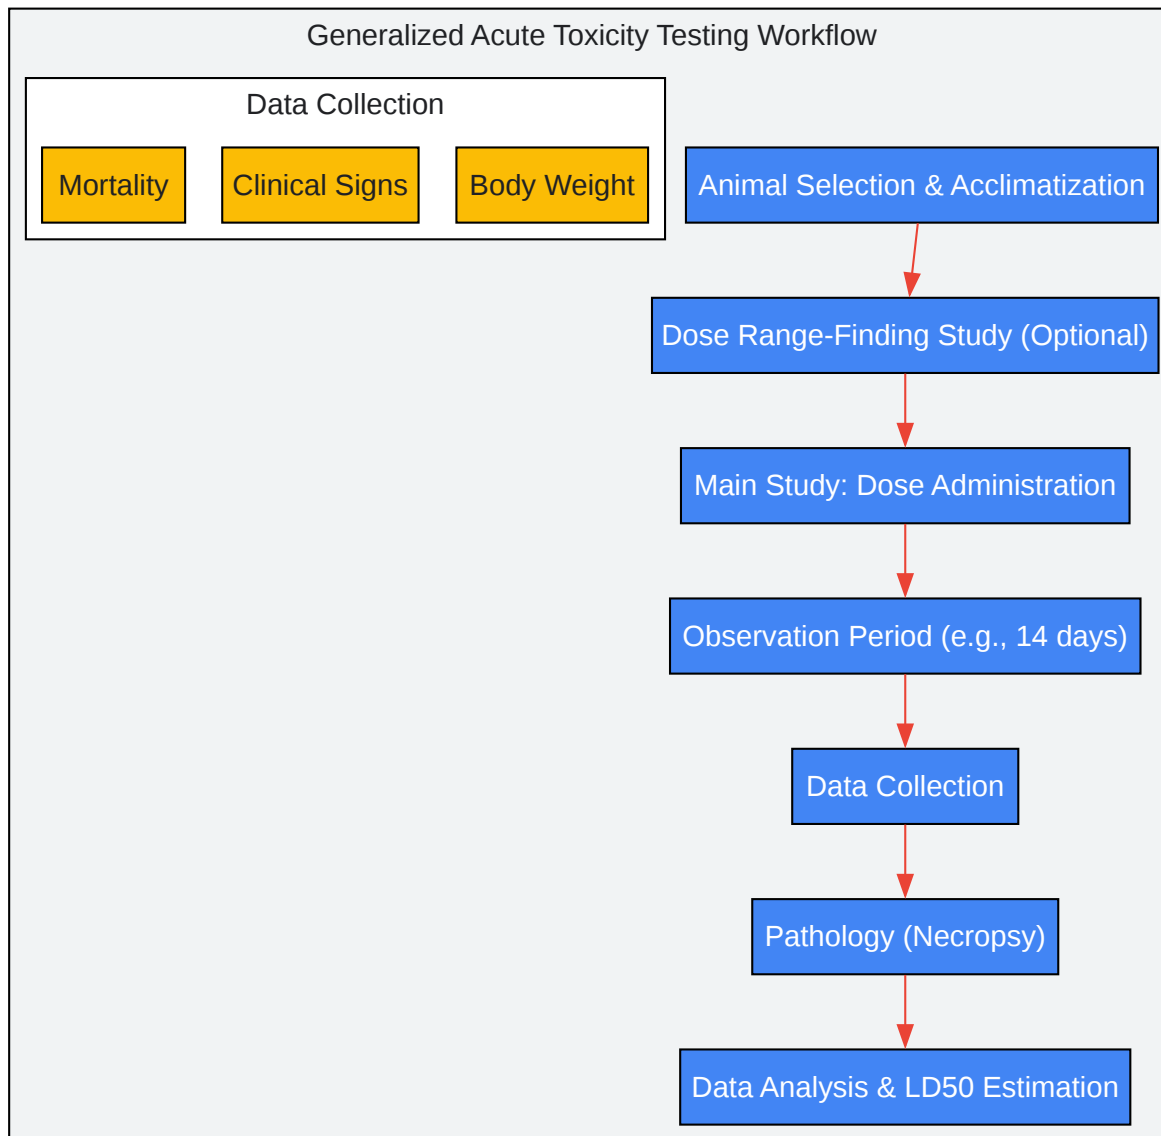 Generalized Acute Toxicity Testing Workflow
Data Collection
Mortality
Clinical Signs
Body Weight
Animal Selection & Acclimatization
Dose Range-Finding Study (Optional)
Main Study: Dose Administration
Observation Period (e.g., 14 days)
Data Collection
Pathology (Necropsy)
Data Analysis & LD50 Estimation